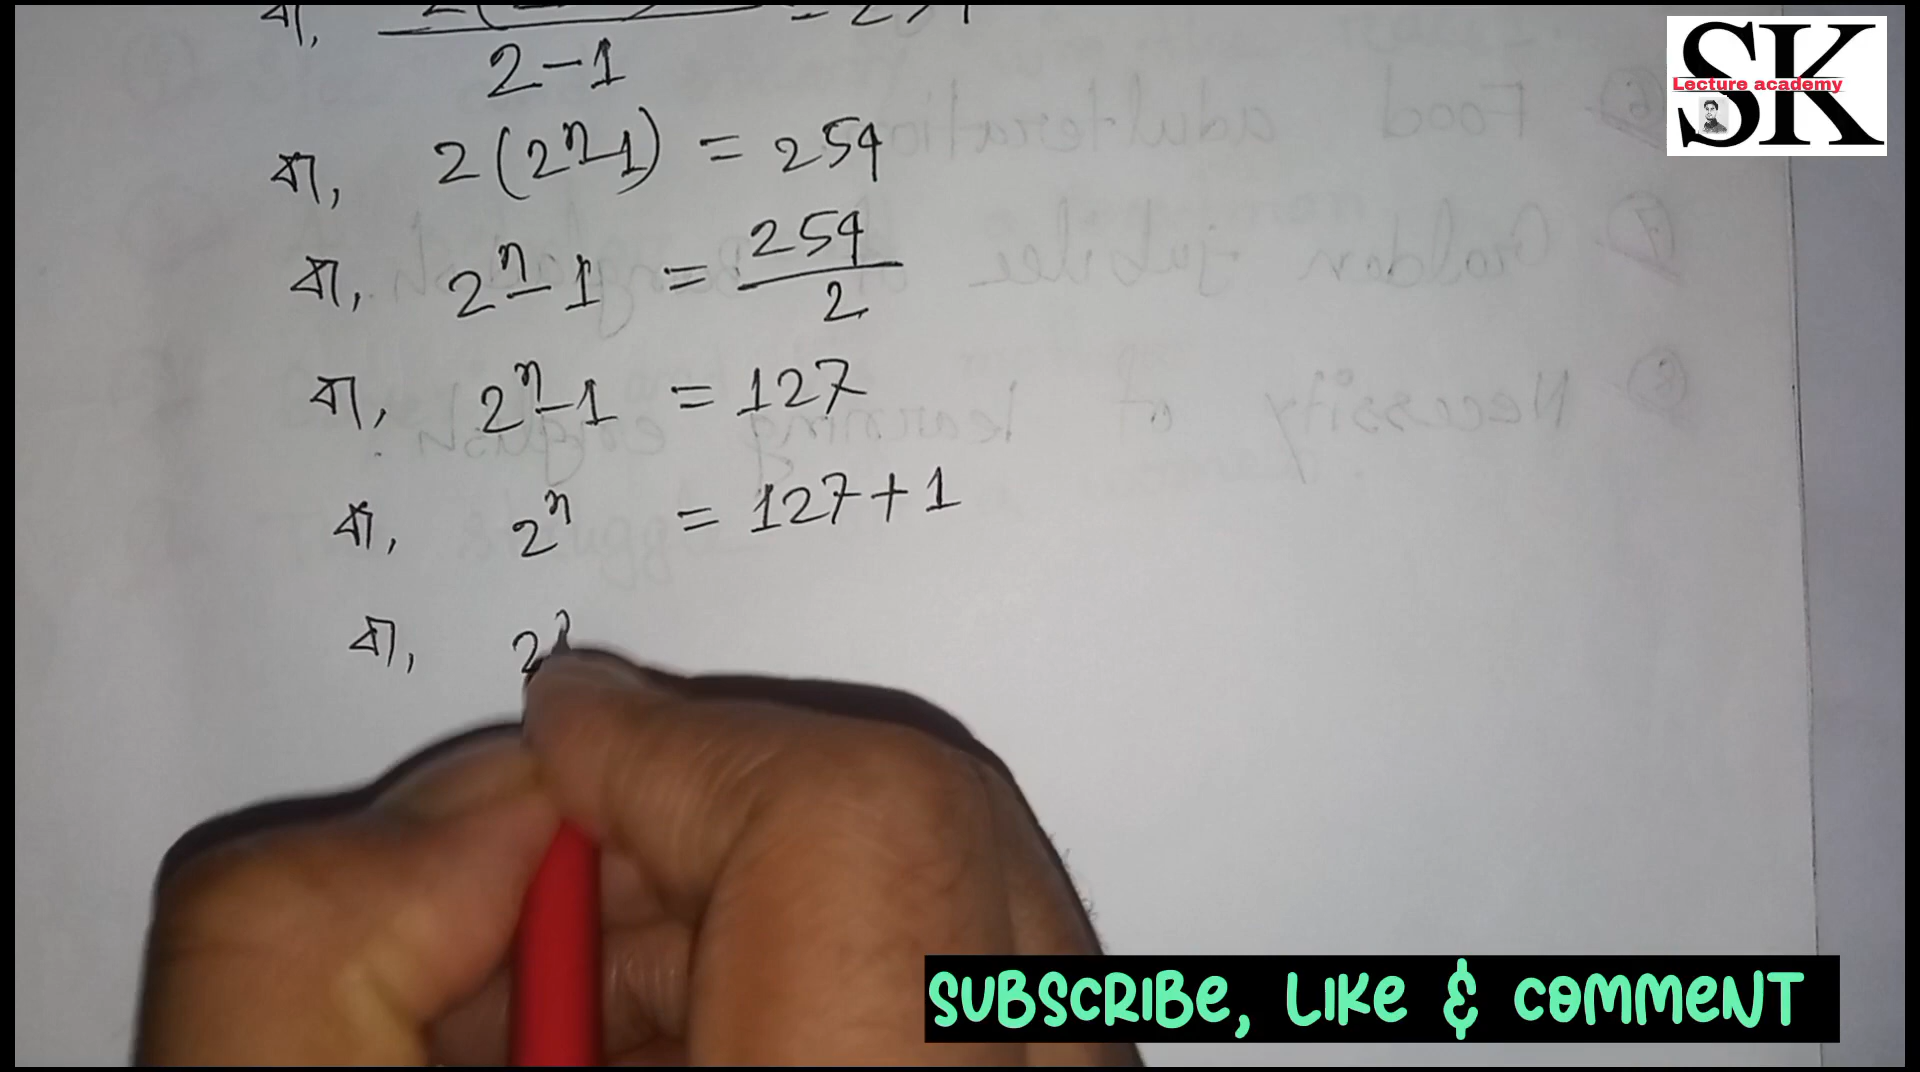 বা,
2-1
বা, 2(2ⁿ-1) = 254
বা, 2ⁿ-1 = 254/2
বা, 2ⁿ-1 = 127
বা, 2ⁿ = 127+1
বা, 2
SK
Lecture academy
SUBSCRIBE, LIKE & COMMENT